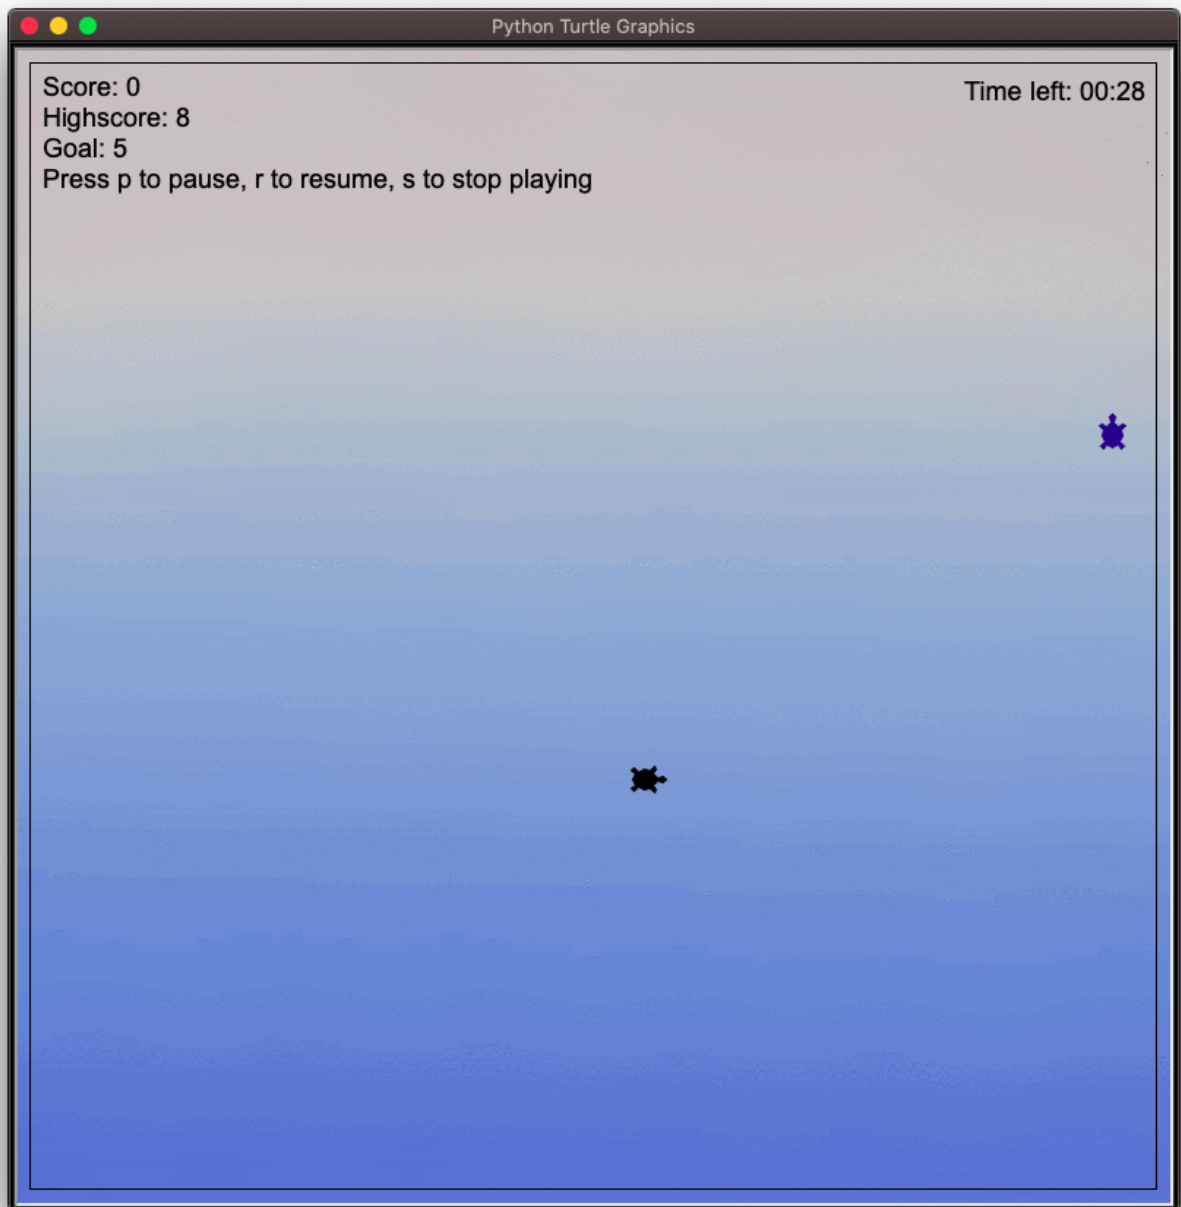 Python Turtle Graphics
Score: 0
Time left: 00:28
Highscore: 8
Goal: 5
Press p to pause, r to resume, s to stop playing